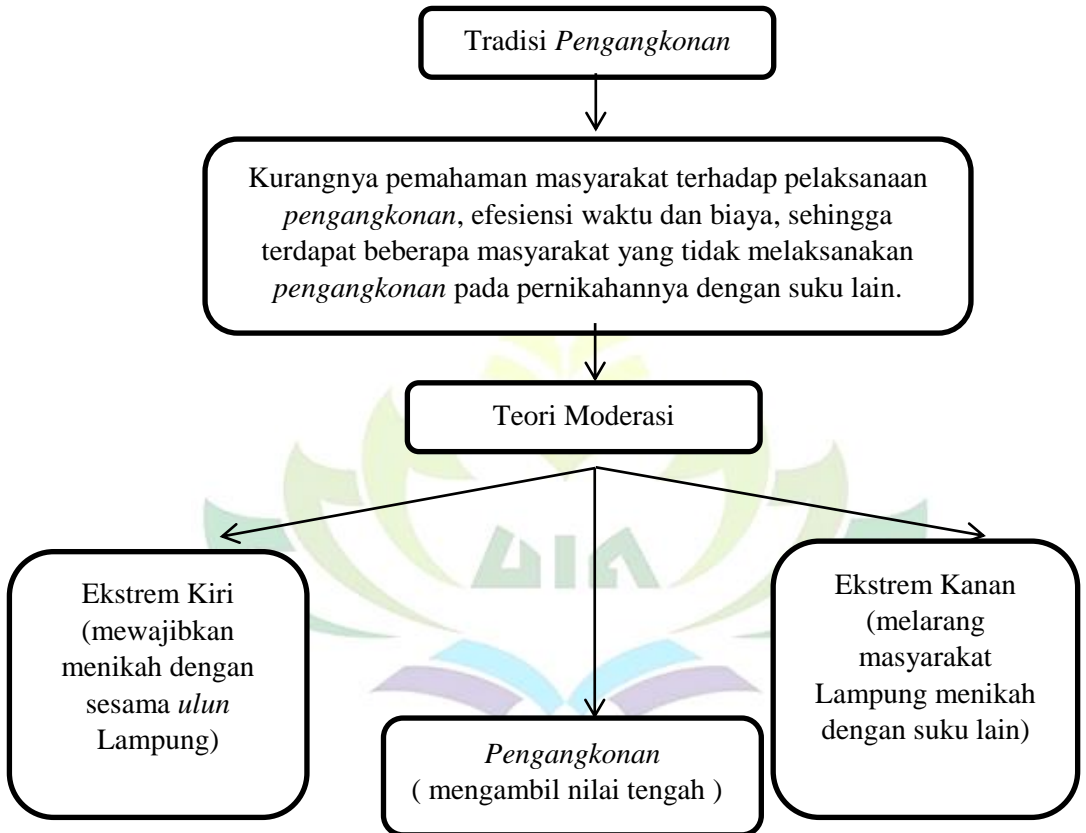 Tradisi Pengangkonan
Kurangnya pemahaman masyarakat terhadap pelaksanaan
pengangkonan, efesiensi waktu dan biaya, sehingga
terdapat beberapa masyarakat yang tidak melaksanakan
pengangkonan pada pernikahannya dengan suku lain.
Teori Moderasi
Ekstrem Kiri
(mewajibkan
menikah dengan
sesama ulun
Lampung)
Pengangkonan
( mengambil nilai tengah )
Ekstrem Kanan
(melarang
masyarakat
Lampung menikah
dengan suku lain)
UIN